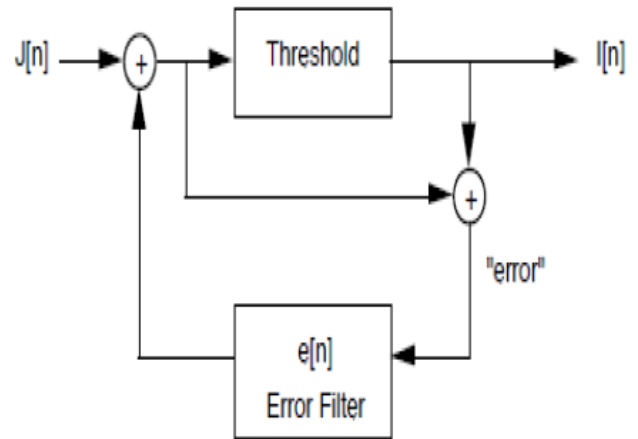 J[n]
+
Threshold
I[n]
+
"error"
e[n]
Error Filter